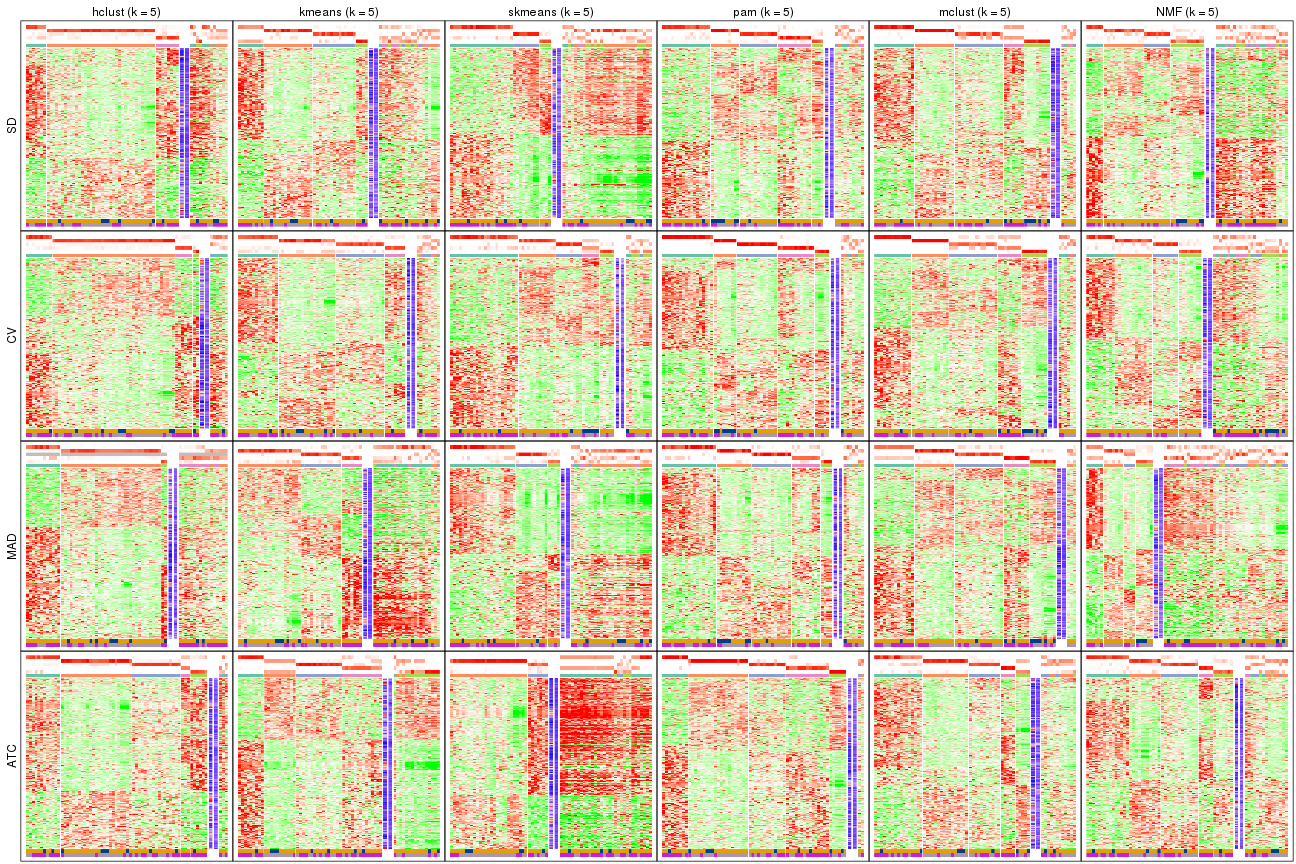 hclust (k = 5) kmeans (k = 5) skmeans (k = 5) pam (k = 5) mclust (k = 5) NMF (k = 5)
SD
CV
MAD
ATC